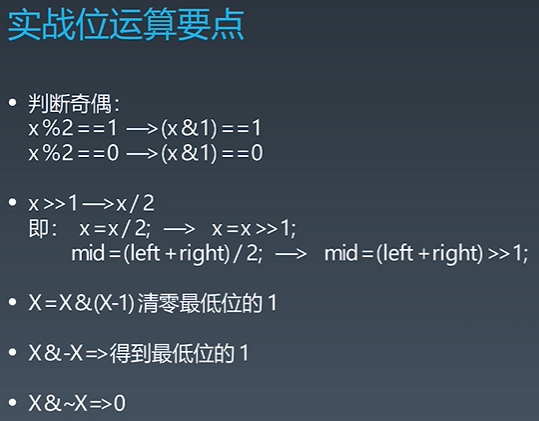 实战位运算要点
• 判断奇偶：
x%2==1 —>(x&1)==1
x%2==0 —>(x&1)==0
• x>>1—>x/2
即： x=x/2; —> x=x>>1;
mid=(left+right)/2; —> mid=(left+right)>>1;
• X=X&(X-1)清零最低位的1
• X&-X=>得到最低位的1
• X&~X=>0